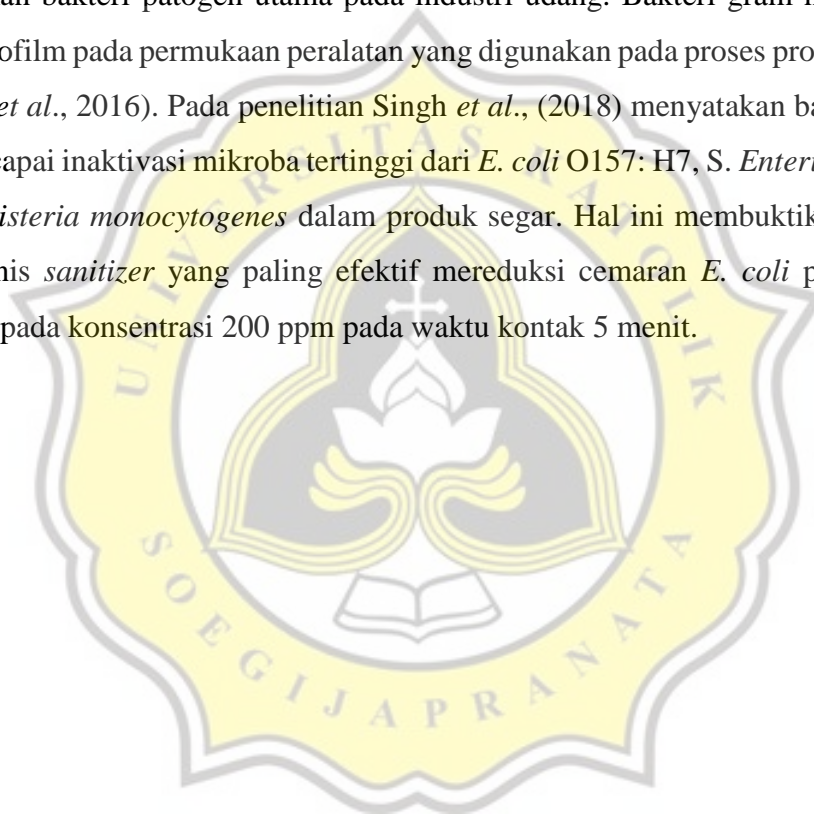 an bakteri patogen utama pada industri udang. Bakteri gram n
ofilm pada permukaan peralatan yang digunakan pada proses pro
et al., 2016). Pada penelitian Singh et al., (2018) menyatakan ba
capai inaktivasi mikroba tertinggi dari E. coli O157: H7, S. Enteri
isteria monocytogenes dalam produk segar. Hal ini membuktik
nis sanitizer yang paling efektif mereduksi cemaran E. coli p
pada konsentrasi 200 ppm pada waktu kontak 5 menit.
UNIVERSITAS KATOLIK
SOEGIJAPRANATA